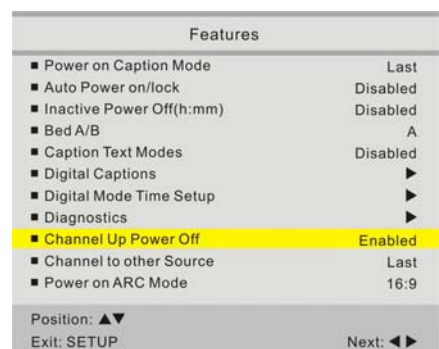 Features
■ Power on Caption Mode Last
■ Auto Power on/lock Disabled
■ Inactive Power Off(h:mm) Disabled
■ Bed A/B A
■ Caption Text Modes Disabled
■ Digital Captions ▶
■ Digital Mode Time Setup ▶
■ Diagnostics ▶
■ Channel Up Power Off Enabled
■ Channel to other Source Last
■ Power on ARC Mode 16:9
Position: ▲▼
Exit: SETUP Next: ◀ ▶